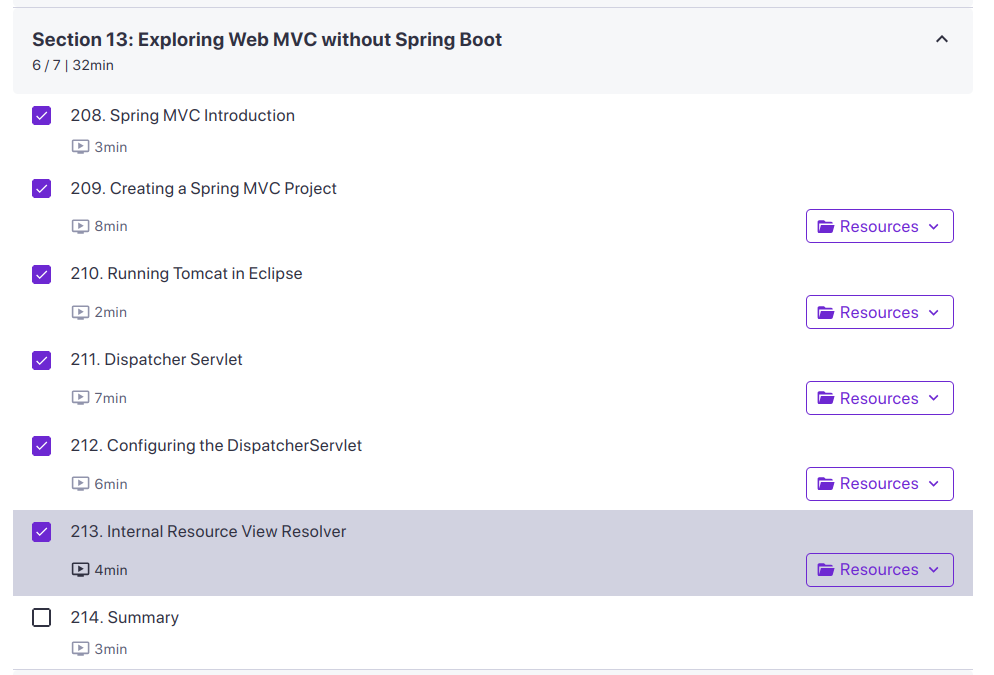 Section 13: Exploring Web MVC without Spring Boot
6 / 7 | 32min
208. Spring MVC Introduction
3min
209. Creating a Spring MVC Project
8min
Resources
210. Running Tomcat in Eclipse
2min
Resources
211. Dispatcher Servlet
7min
Resources
212. Configuring the DispatcherServlet
6min
Resources
213. Internal Resource View Resolver
4min
Resources
214. Summary
3min